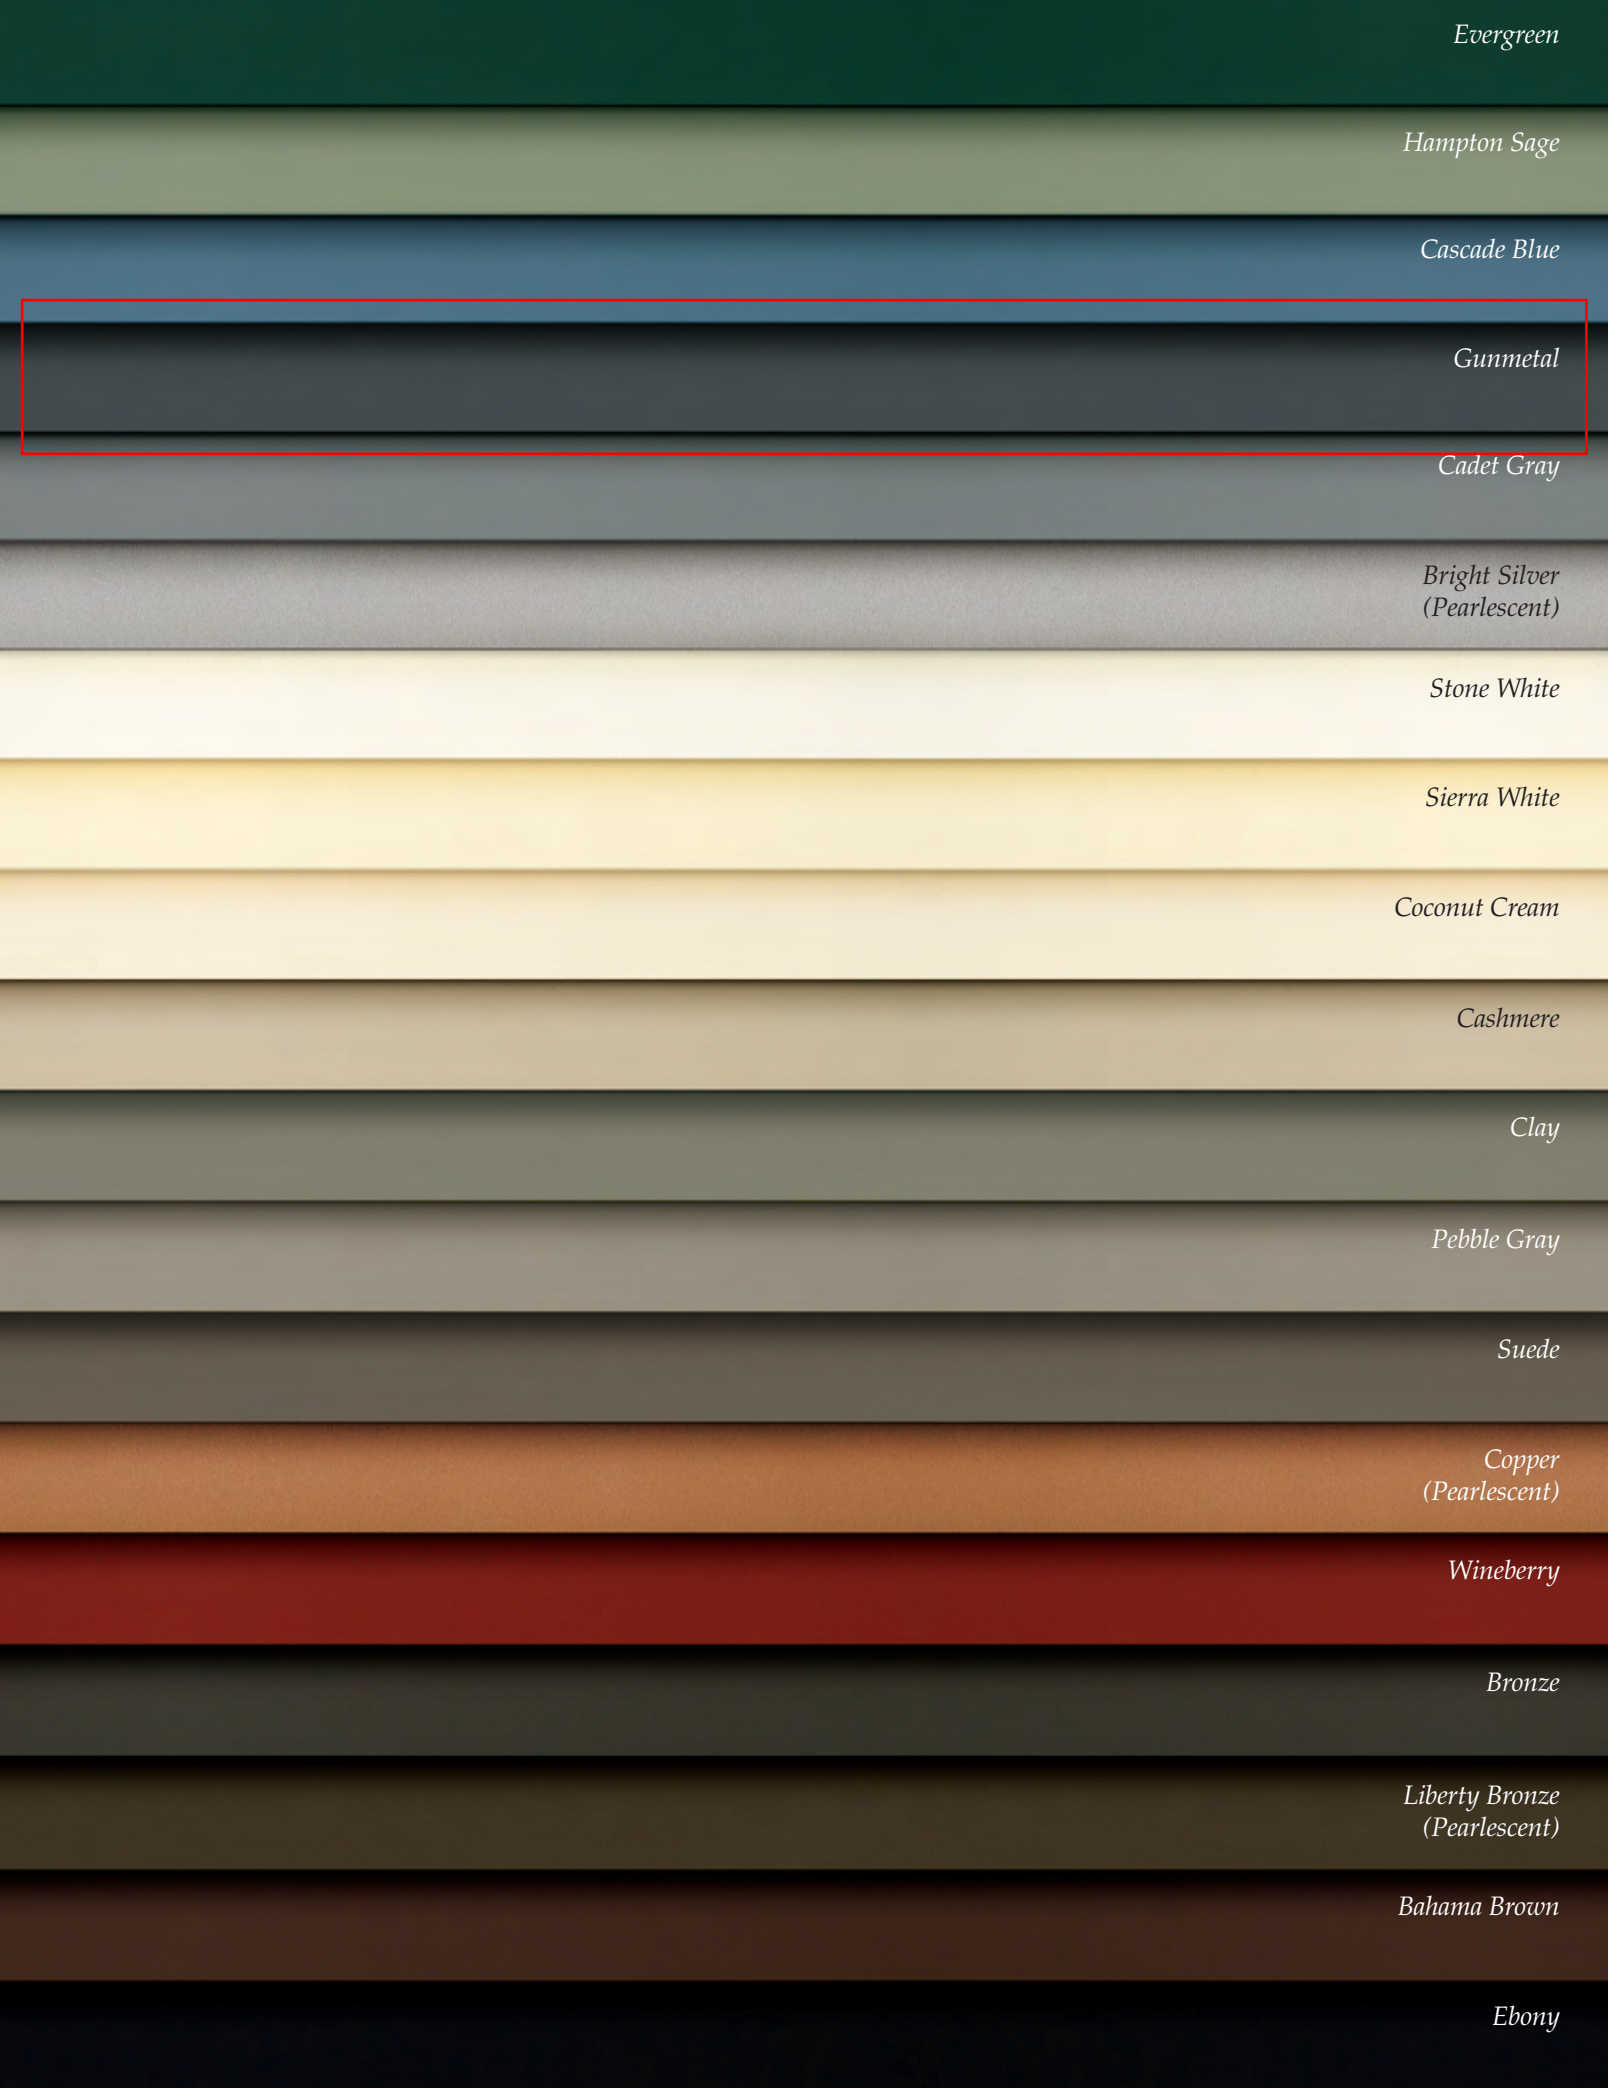 Evergreen
Hampton Sage
Cascade Blue
Gunmetal
Cadet Gray
Bright Silver
(Pearlescent)
Stone White
Sierra White
Coconut Cream
Cashmere
Clay
Pebble Gray
Suede
Copper
(Pearlescent)
Wineberry
Bronze
Liberty Bronze
(Pearlescent)
Bahama Brown
Ebony